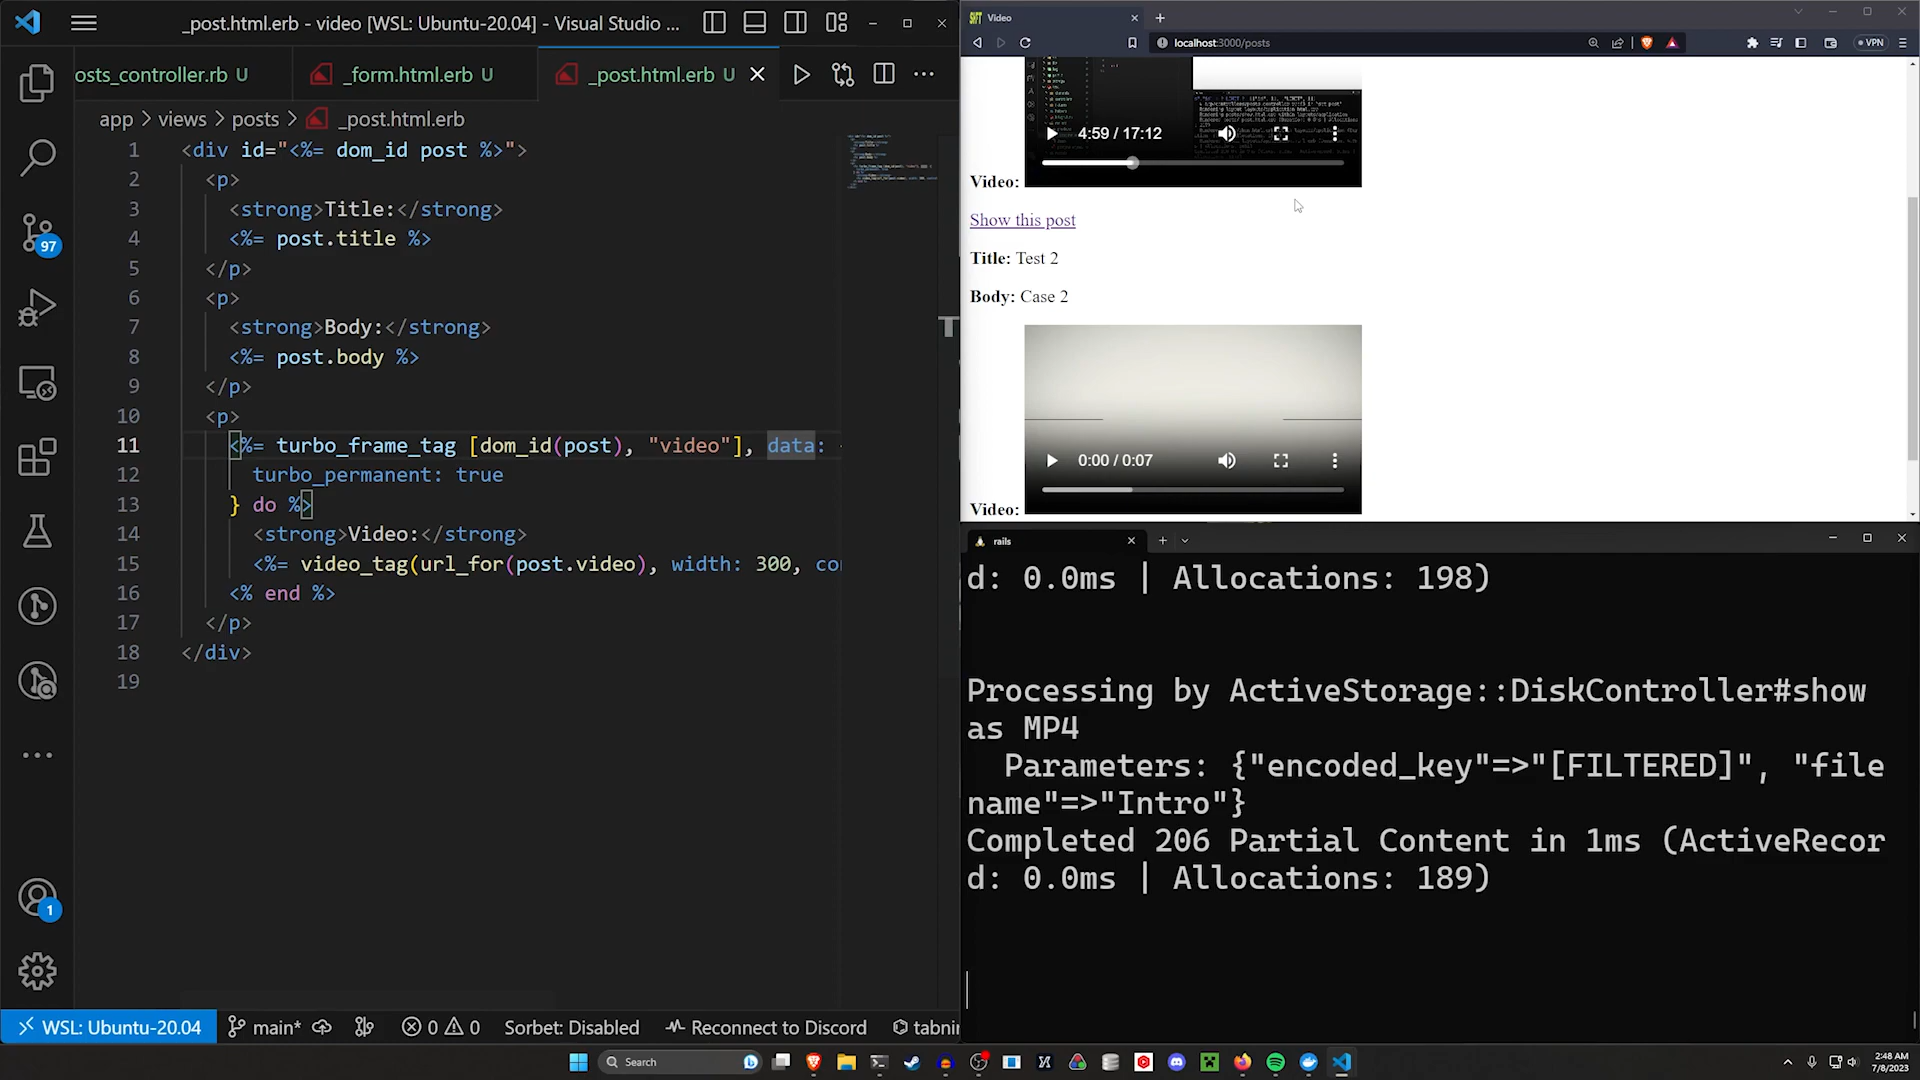 _post.html.erb - video [WSL: Ubuntu-20.04] - Visual Studio ...
osts_controller.rb U
_form.html.erb U
_post.html.erb U
app > views > posts > _post.html.erb
1 <div id="<%= dom_id post %>">
2 <p>
3 <strong>Title:</strong>
4 <%= post.title %>
5 </p>
6 <p>
7 <strong>Body:</strong>
8 <%= post.body %>
9 </p>
10 <p>
11 <%= turbo_frame_tag [dom_id(post), "video"], data: {
12 turbo_permanent: true
13 } do %>
14 <strong>Video:</strong>
15 <%= video_tag(url_for(post.video), width: 300, co
16 <% end %>
17 </p>
18 </div>
19
97
1
WSL: Ubuntu-20.04
main*
0 0
Sorbet: Disabled
Reconnect to Discord
tabnin
Video
localhost:3000/posts
VPN
4:59 / 17:12
Video:
Show this post
Title: Test 2
Body: Case 2
0:00 / 0:07
Video:
rails
d: 0.0ms | Allocations: 198)
Processing by ActiveStorage::DiskController#show
as MP4
Parameters: {"encoded_key"=>"[FILTERED]", "file
name"=>"Intro"}
Completed 206 Partial Content in 1ms (ActiveRecor
d: 0.0ms | Allocations: 189)
Search
2:48 AM
7/8/2023